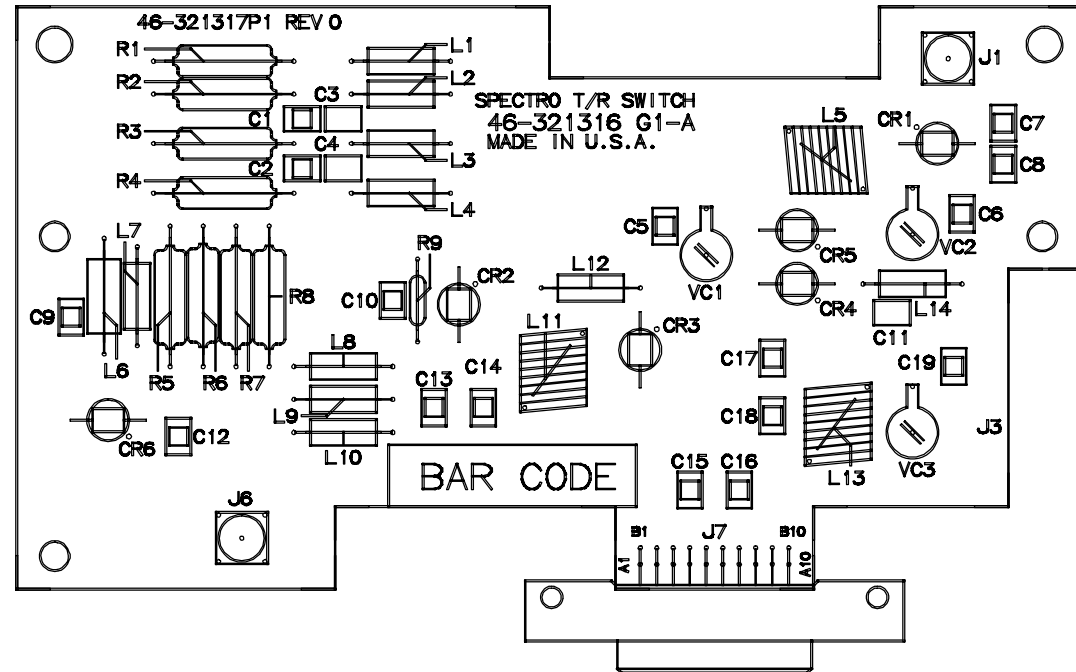 46-321317P1 REV 0
R1
L1
J1
R2
L2
C3
SPECTRO T/R SWITCH
C1
46-321316 G1-A
L5
CR1
C7
R3
MADE IN U.S.A.
C4
L3
C2
C8
R4
L4
C6
L7
C5
R9
CR5
VC2
L12
CR2
VC1
CR4
R8
C10
L14
C9
L11
CR3
C11
L8
C14
C17
C19
L6
R5
R6
R7
C13
L9
C18
J3
CR6
C12
L10
VC3
BAR CODE
C15
C16
L13
J6
B1
J7
B10
A1
A10